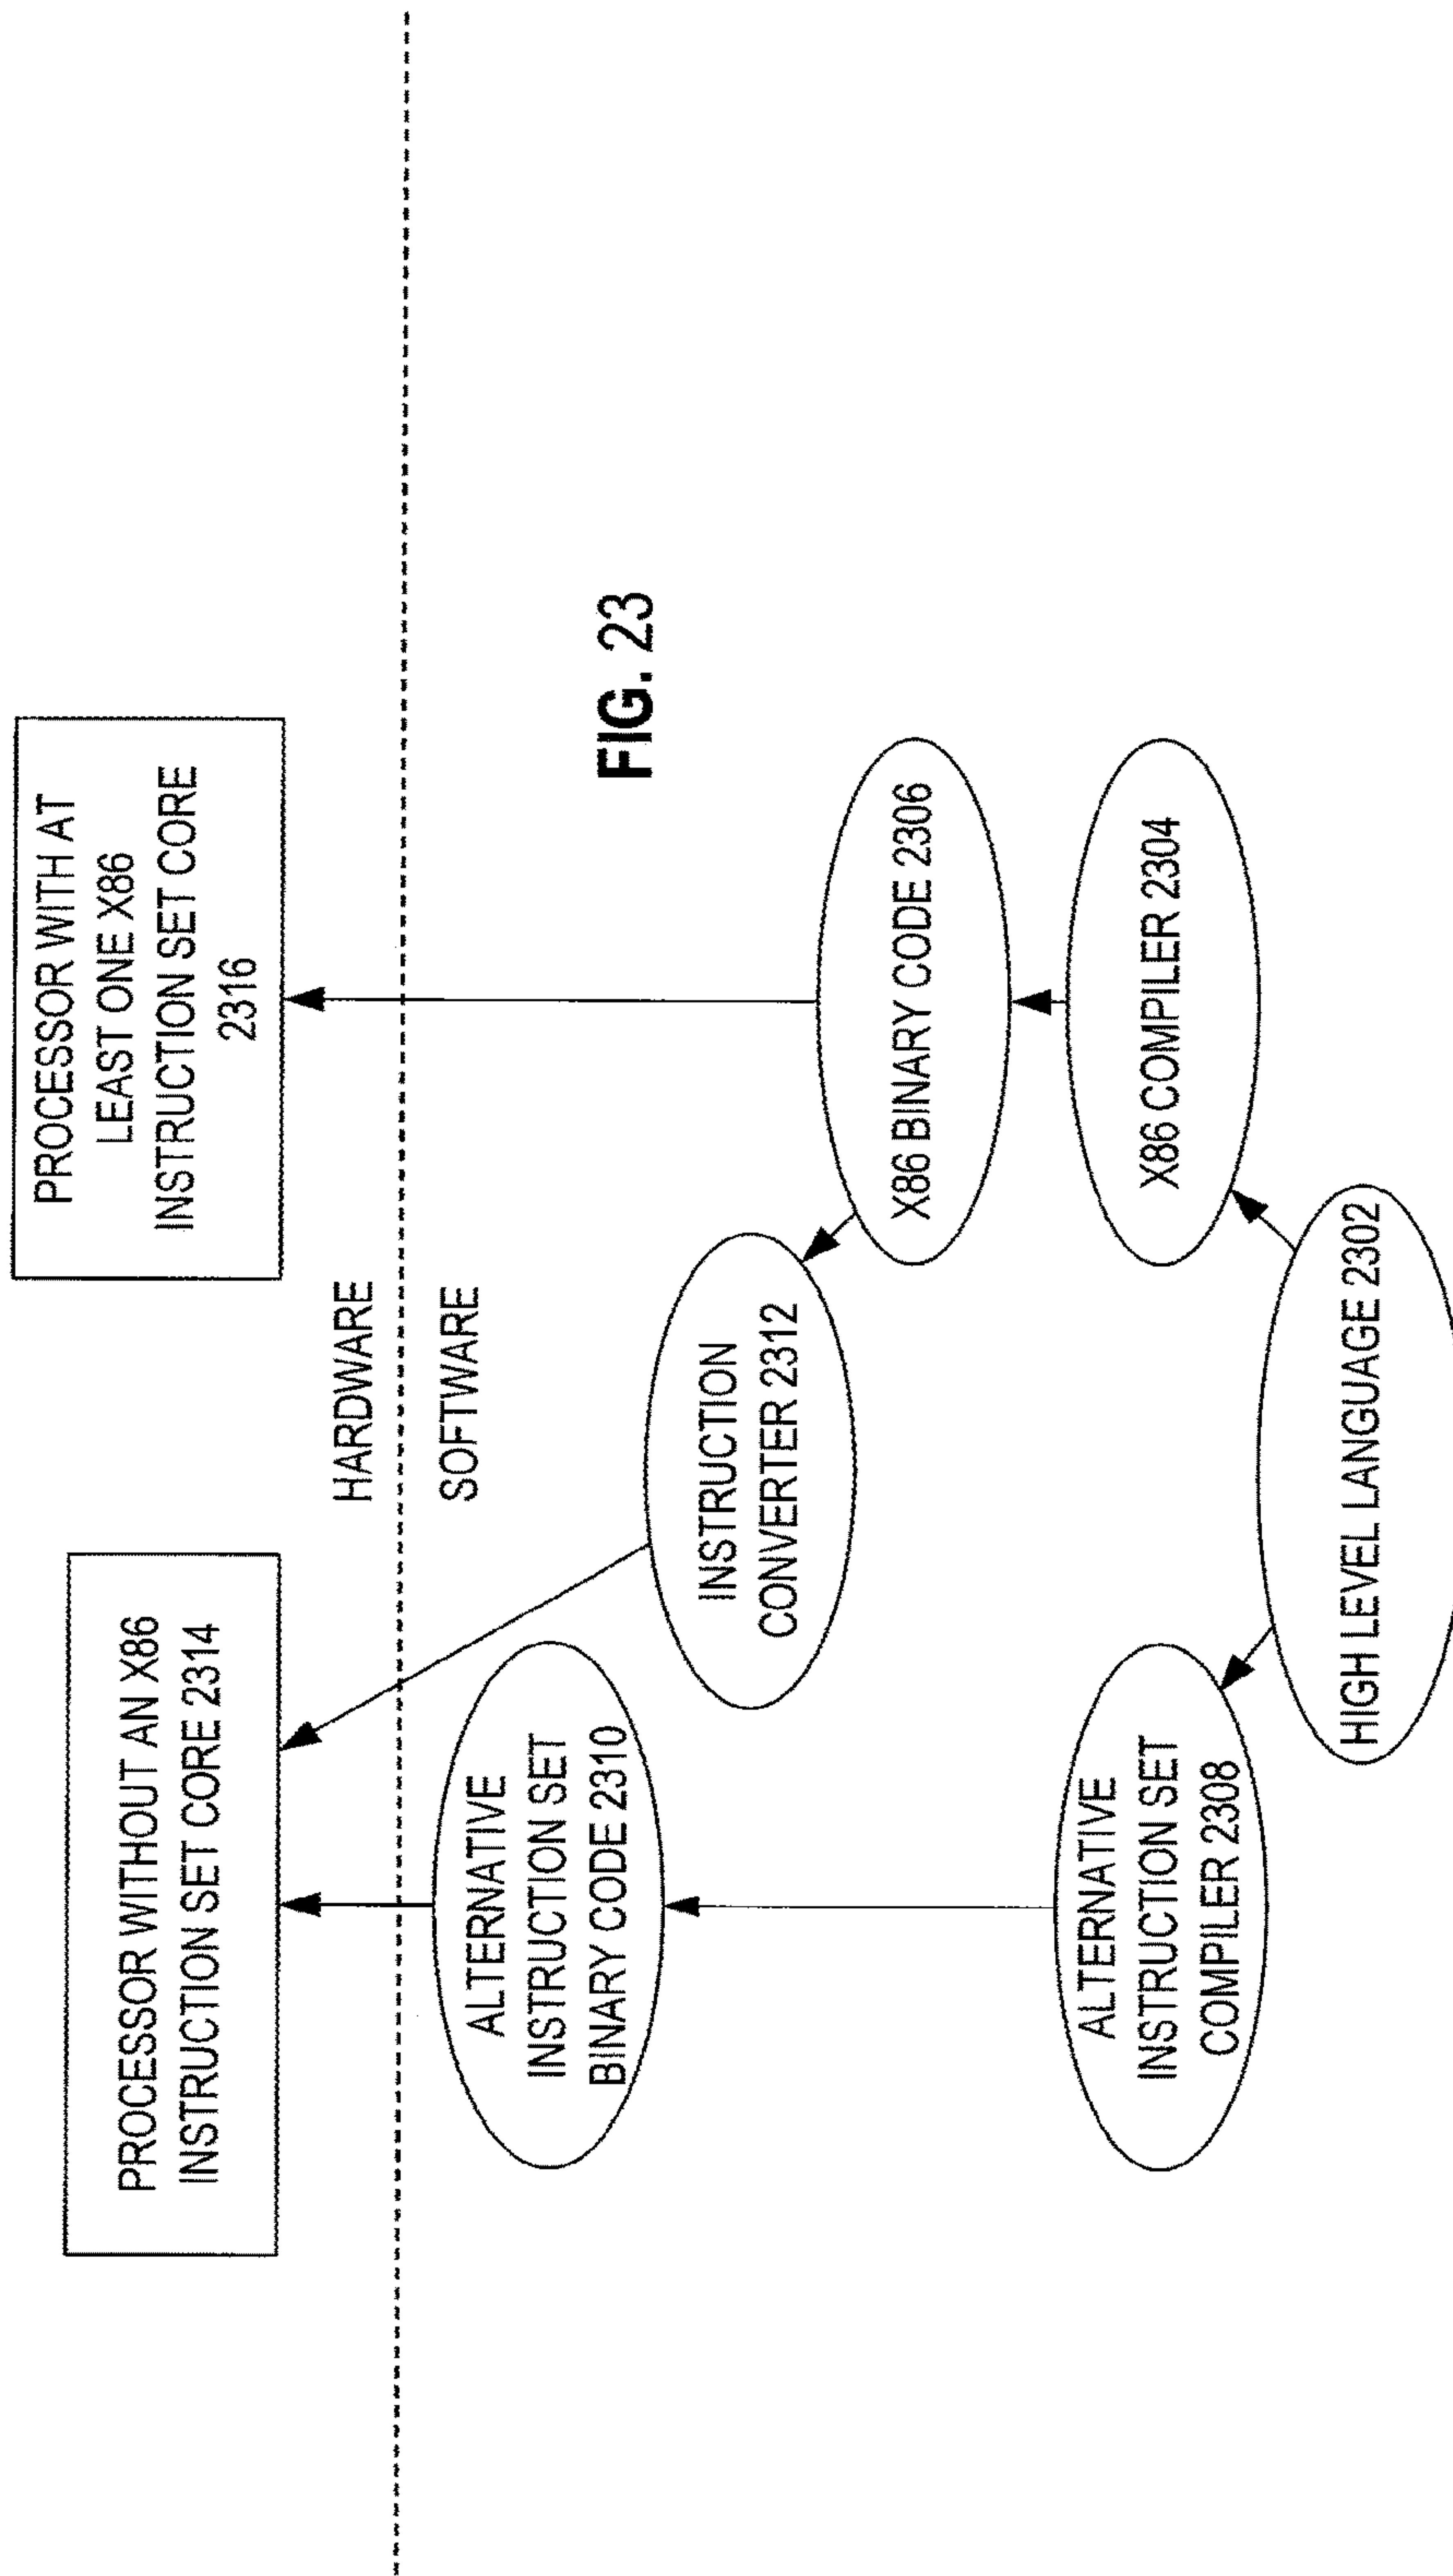 PROCESSOR WITHOUT AN X86
INSTRUCTION SET CORE 2314
PROCESSOR WITH AT
LEAST ONE X86
INSTRUCTION SET CORE
2316
HARDWARE
SOFTWARE
ALTERNATIVE
INSTRUCTION SET
BINARY CODE 2310
INSTRUCTION
CONVERTER 2312
FIG. 23
X86 BINARY CODE 2306
ALTERNATIVE
INSTRUCTION SET
COMPILER 2308
X86 COMPILER 2304
HIGH LEVEL LANGUAGE 2302